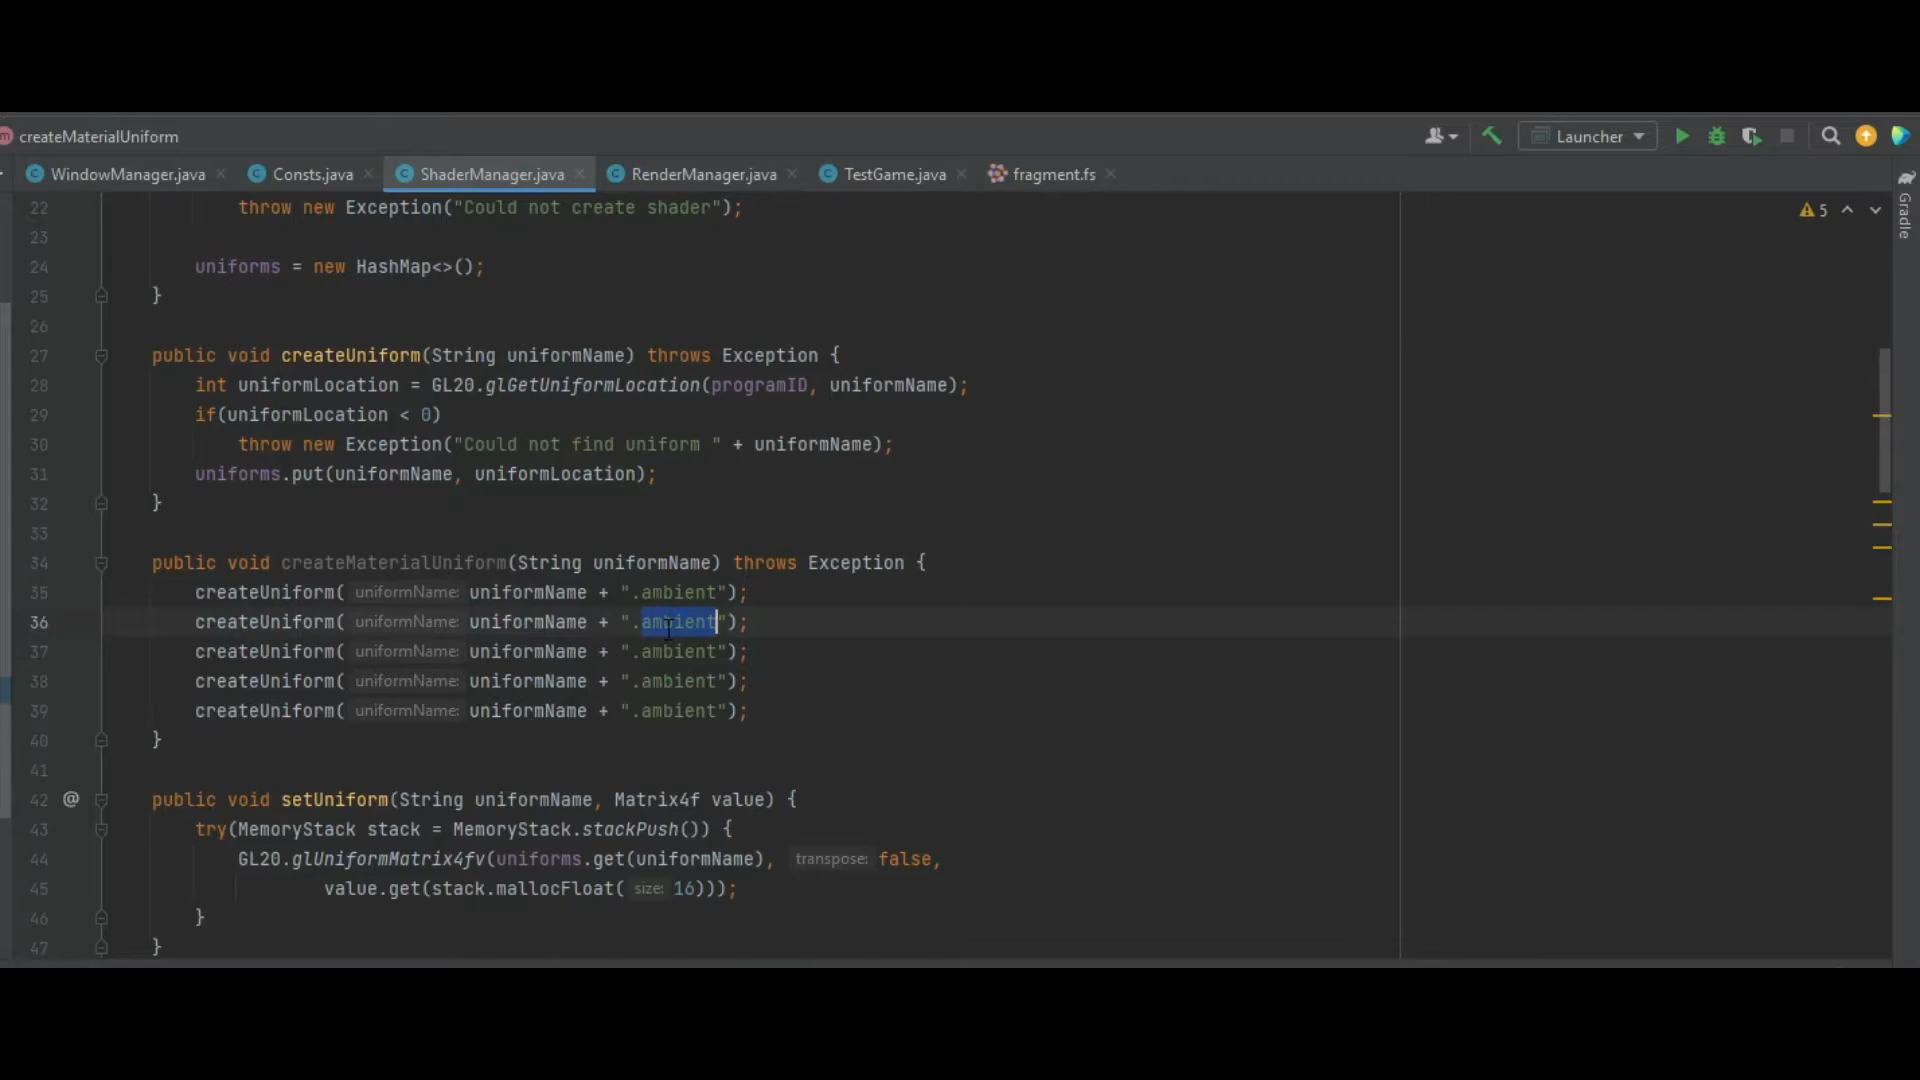 createMaterialUniform
Launcher
WindowManager.java
Consts.java
ShaderManager.java
RenderManager.java
TestGame.java
fragment.fs
Gradle
5
22 throw new Exception("Could not create shader");
23
24 uniforms = new HashMap<>();
25 }
26
27 public void createUniform(String uniformName) throws Exception {
28 int uniformLocation = GL20.glGetUniformLocation(programID, uniformName);
29 if(uniformLocation < 0)
30 throw new Exception("Could not find uniform " + uniformName);
31 uniforms.put(uniformName, uniformLocation);
32 }
33
34 public void createMaterialUniform(String uniformName) throws Exception {
35 createUniform( uniformName: uniformName + ".ambient");
36 createUniform( uniformName: uniformName + ".ambient");
37 createUniform( uniformName: uniformName + ".ambient");
38 createUniform( uniformName: uniformName + ".ambient");
39 createUniform( uniformName: uniformName + ".ambient");
40 }
41
42 @ public void setUniform(String uniformName, Matrix4f value) {
43 try(MemoryStack stack = MemoryStack.stackPush()) {
44 GL20.glUniformMatrix4fv(uniforms.get(uniformName), transpose: false,
45 value.get(stack.mallocFloat( size: 16)));
46 }
47 }